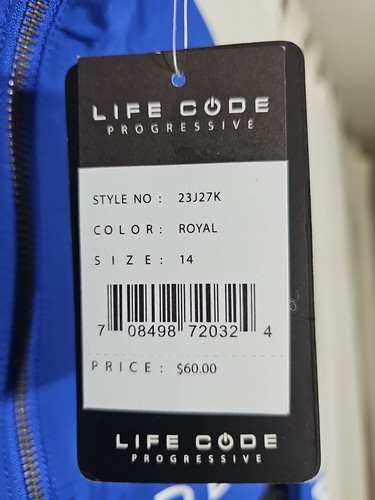 LIFE CODE
PROGRESSIVE
STYLE NO : 23J27K
COLOR : ROYAL
SIZE : 14
7 08498 72032 4
PRICE : $60.00
LIFE CODE
PROGRESSIVE